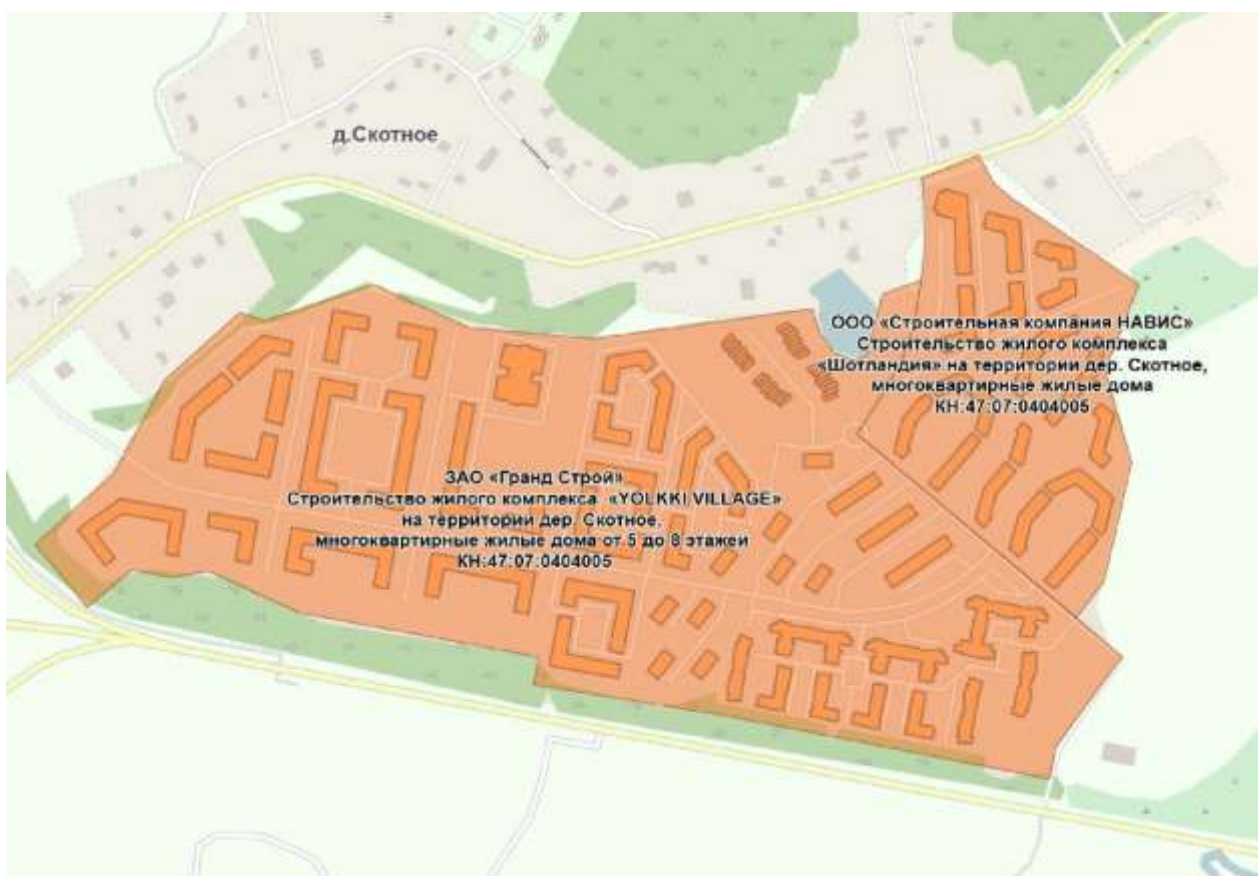 д.Скотное
ООО «Строительная компания НАВИС»
Строительство жилого комплекса
«Шотландия» на территории дер. Скотное,
многоквартирные жилые дома
КН:47:07:0404005
ЗАО «Гранд Строй»
Строительство жилого комплекса «YOLKKI VILLAGE»
на территории дер. Скотное,
многоквартирные жилые дома от 5 до 8 этажей
КН:47:07:0404005